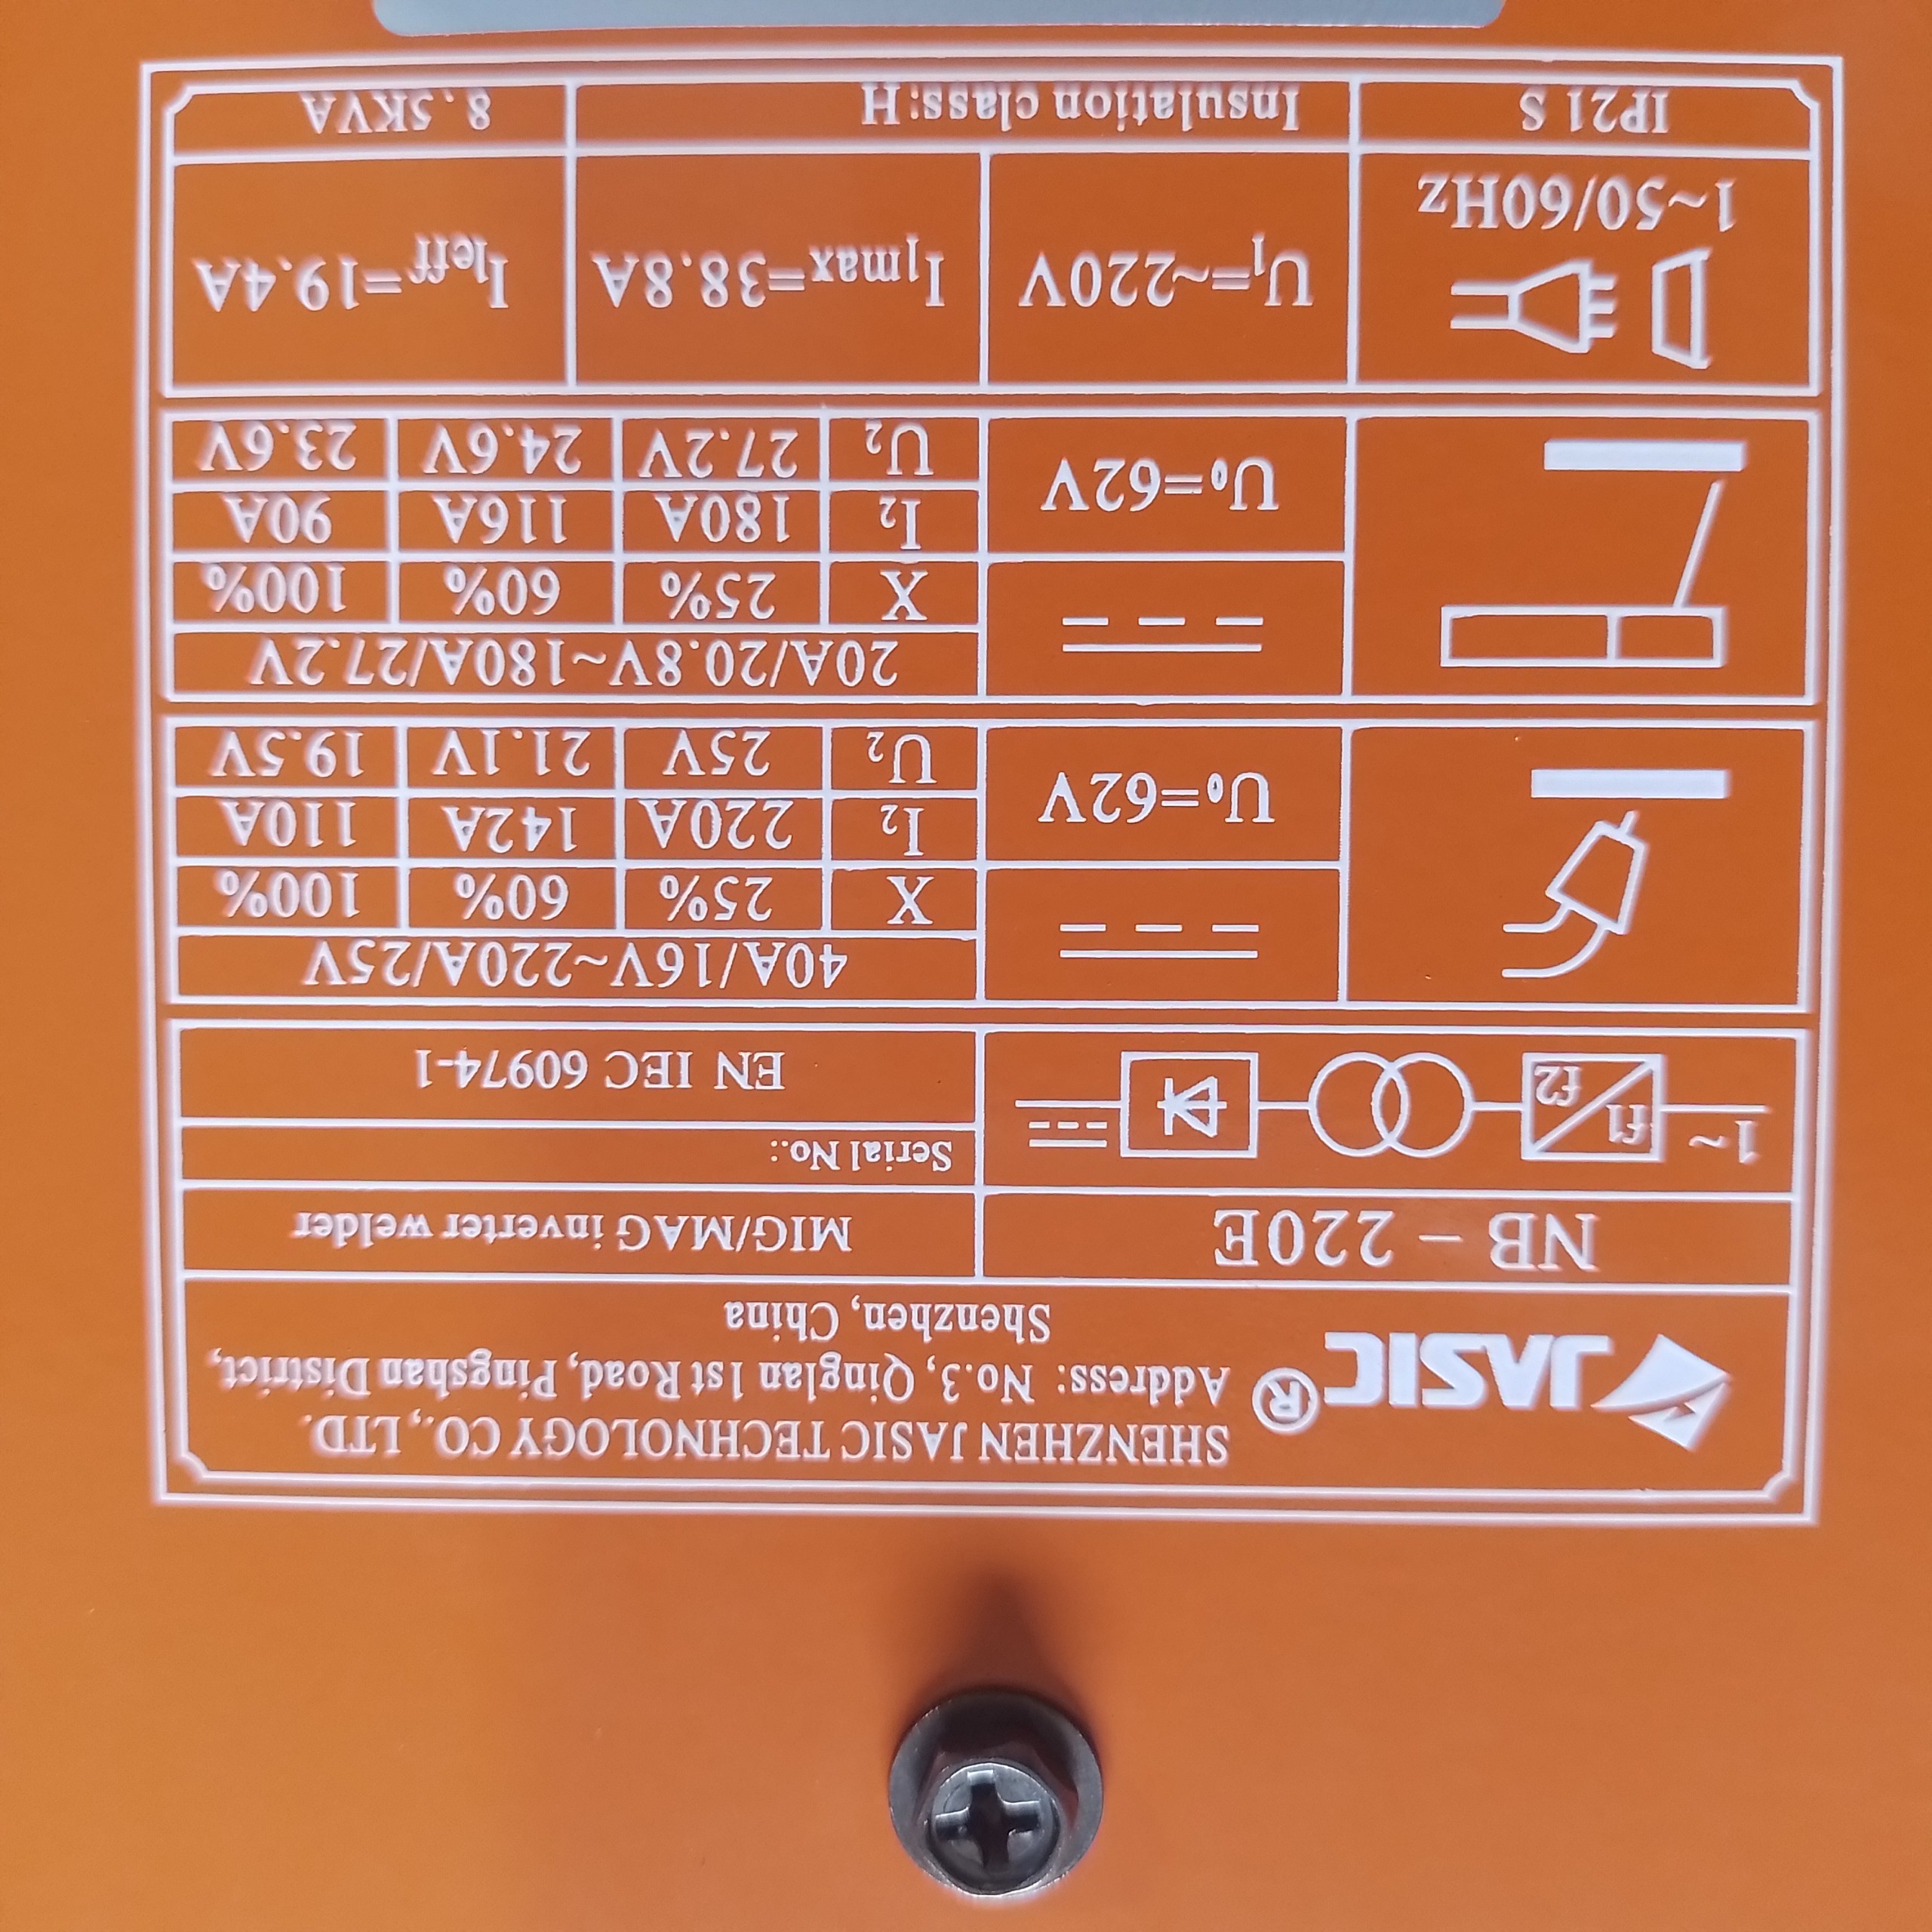 JASIC®
SHENZHEN JASIC TECHNOLOGY CO., LTD.
Address: No.3, Qinglan 1st Road, Pingshan District,
Shenzhen, China
NB - 220E
MIG/MAG inverter welder
Serial No.:
1~ f1 f2
EN IEC 60974-1
40A/16V~220A/25V
X 25% 60% 100%
U₀=62V
I₂ 220A 142A 110A
U₂ 25V 21.1V 19.5V
20A/20.8V~180A/27.2V
X 25% 60% 100%
U₀=62V
I₂ 180A 116A 90A
U₂ 27.2V 24.6V 23.6V
1~50/60Hz
U₁=~220V
I₁max=38.8A
I₁eff=19.4A
IP21 S
Insulation class:H
8.5KVA